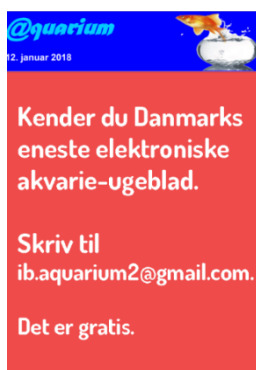 @quarium
12. januar 2018
Kender du Danmarks
eneste elektroniske
akvarie-ugeblad.
Skriv til
ib.aquarium2@gmail.com.
Det er gratis.